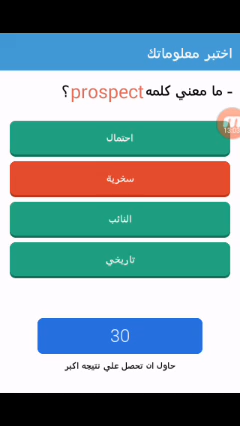 اختبر معلوماتك
- ما معني كلمه prospect ؟
احتمال
سخرية
النائب
تاريخي
30
حاول ان تحصل علي نتيجه اكبر